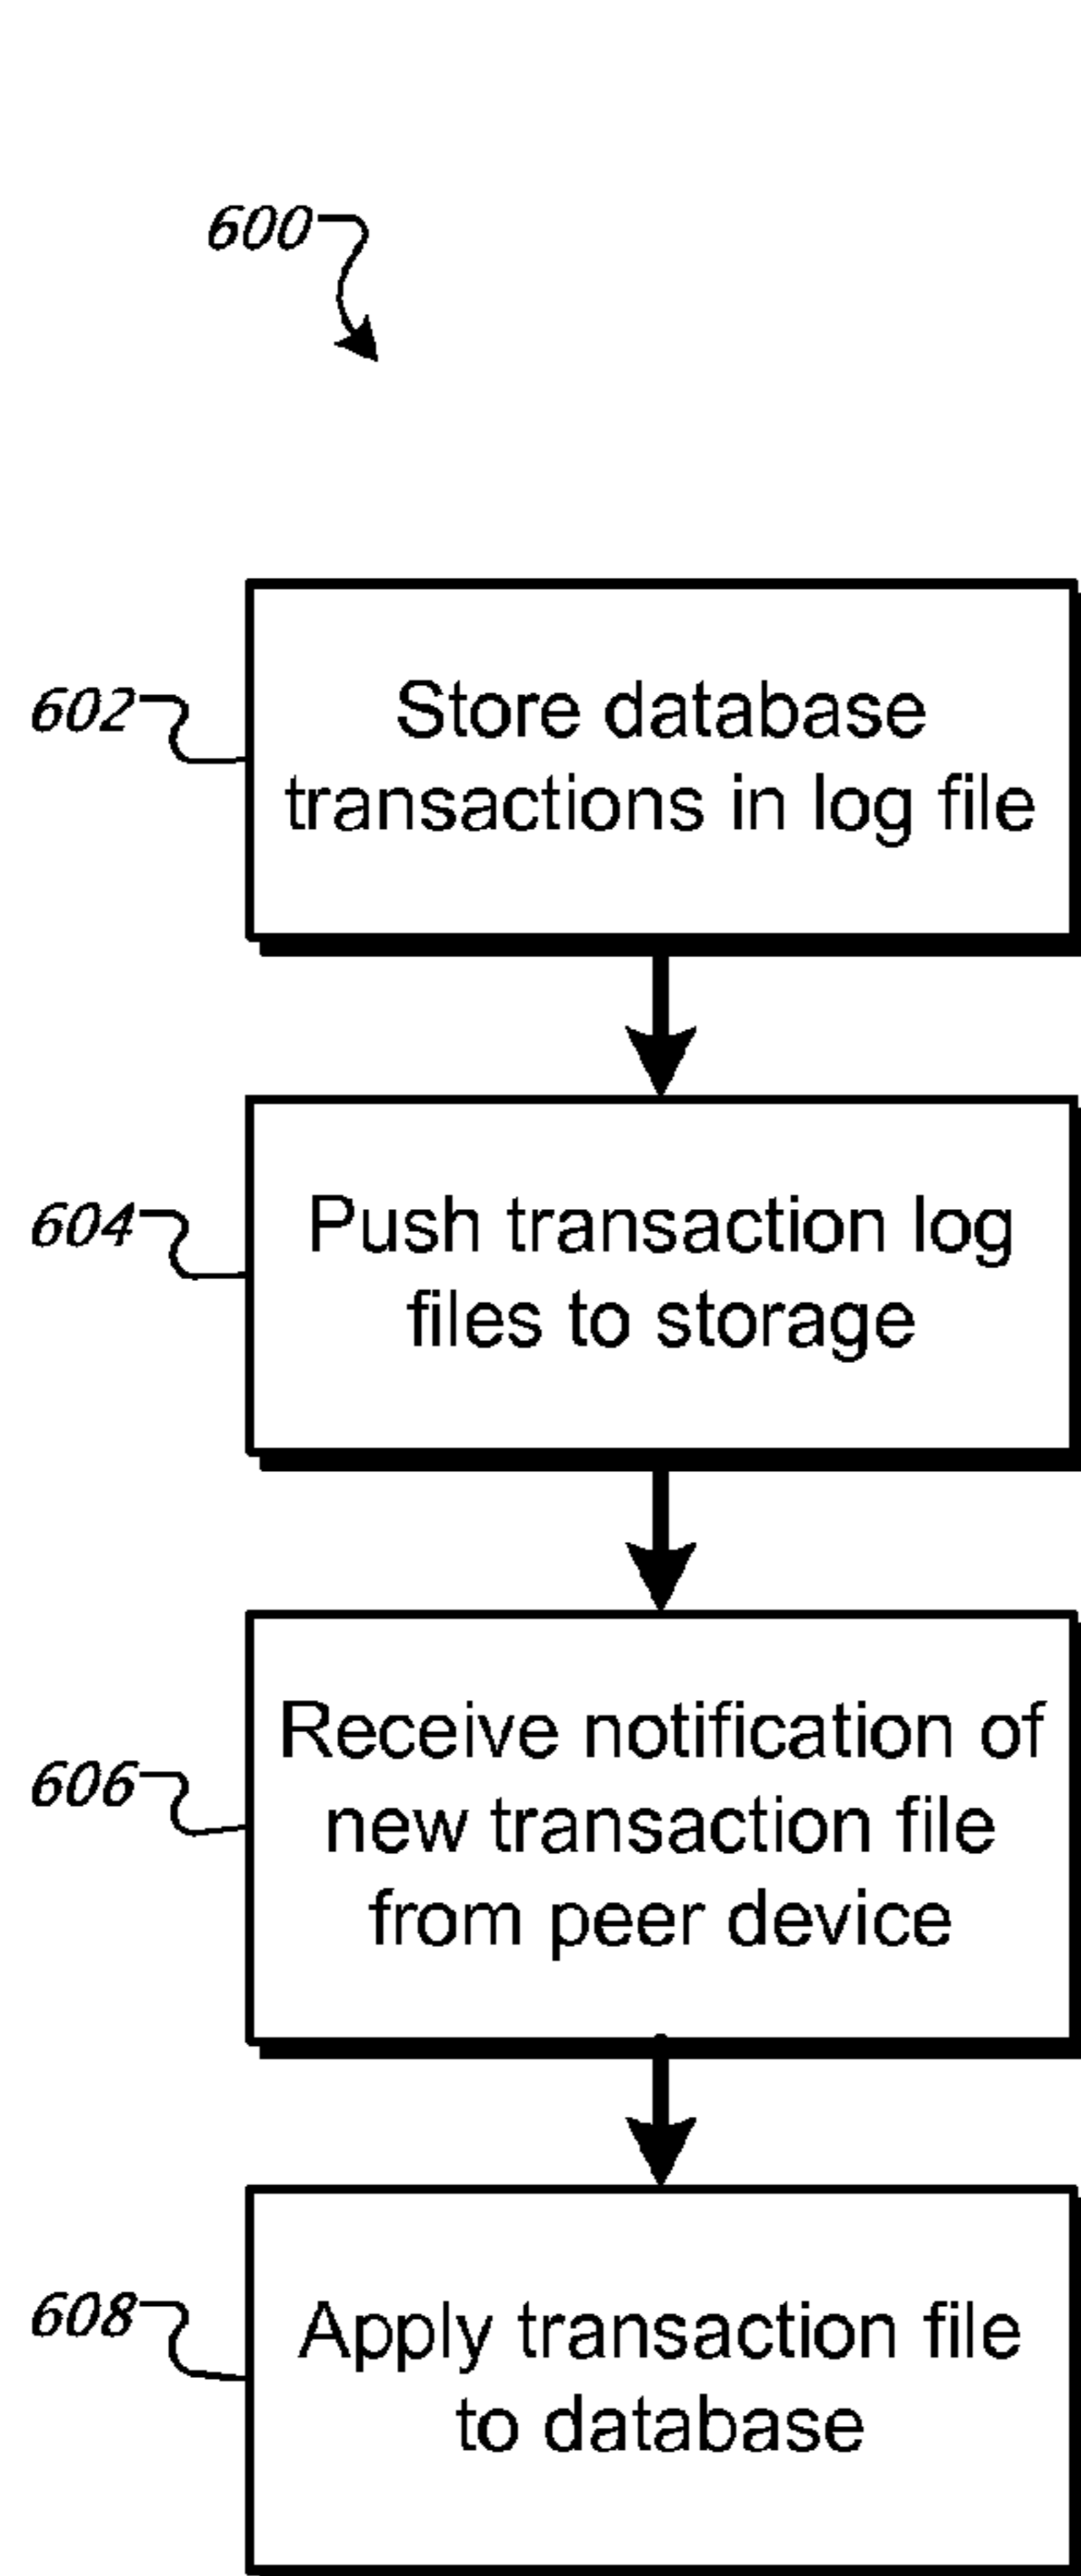 600
602
Store database
transactions in log file
604
Push transaction log
files to storage
606
Receive notification of
new transaction file
from peer device
608
Apply transaction file
to database